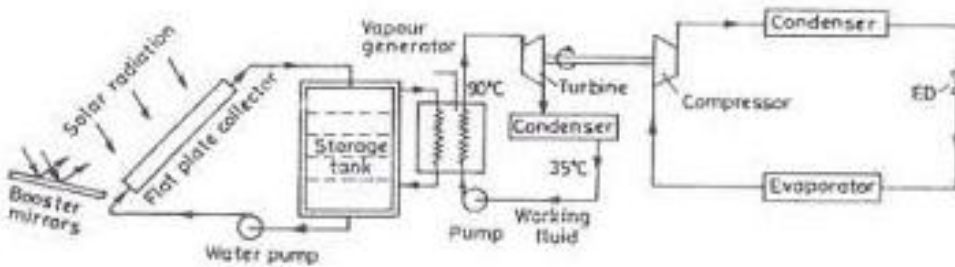 Solar radiation
Flat plate collector
Booster
mirrors
Water pump
Storage
tank
Vapour
generator
90°C
Turbine
Condenser
35°C
Pump
Working
fluid
Compressor
Condenser
ED
Evaporator